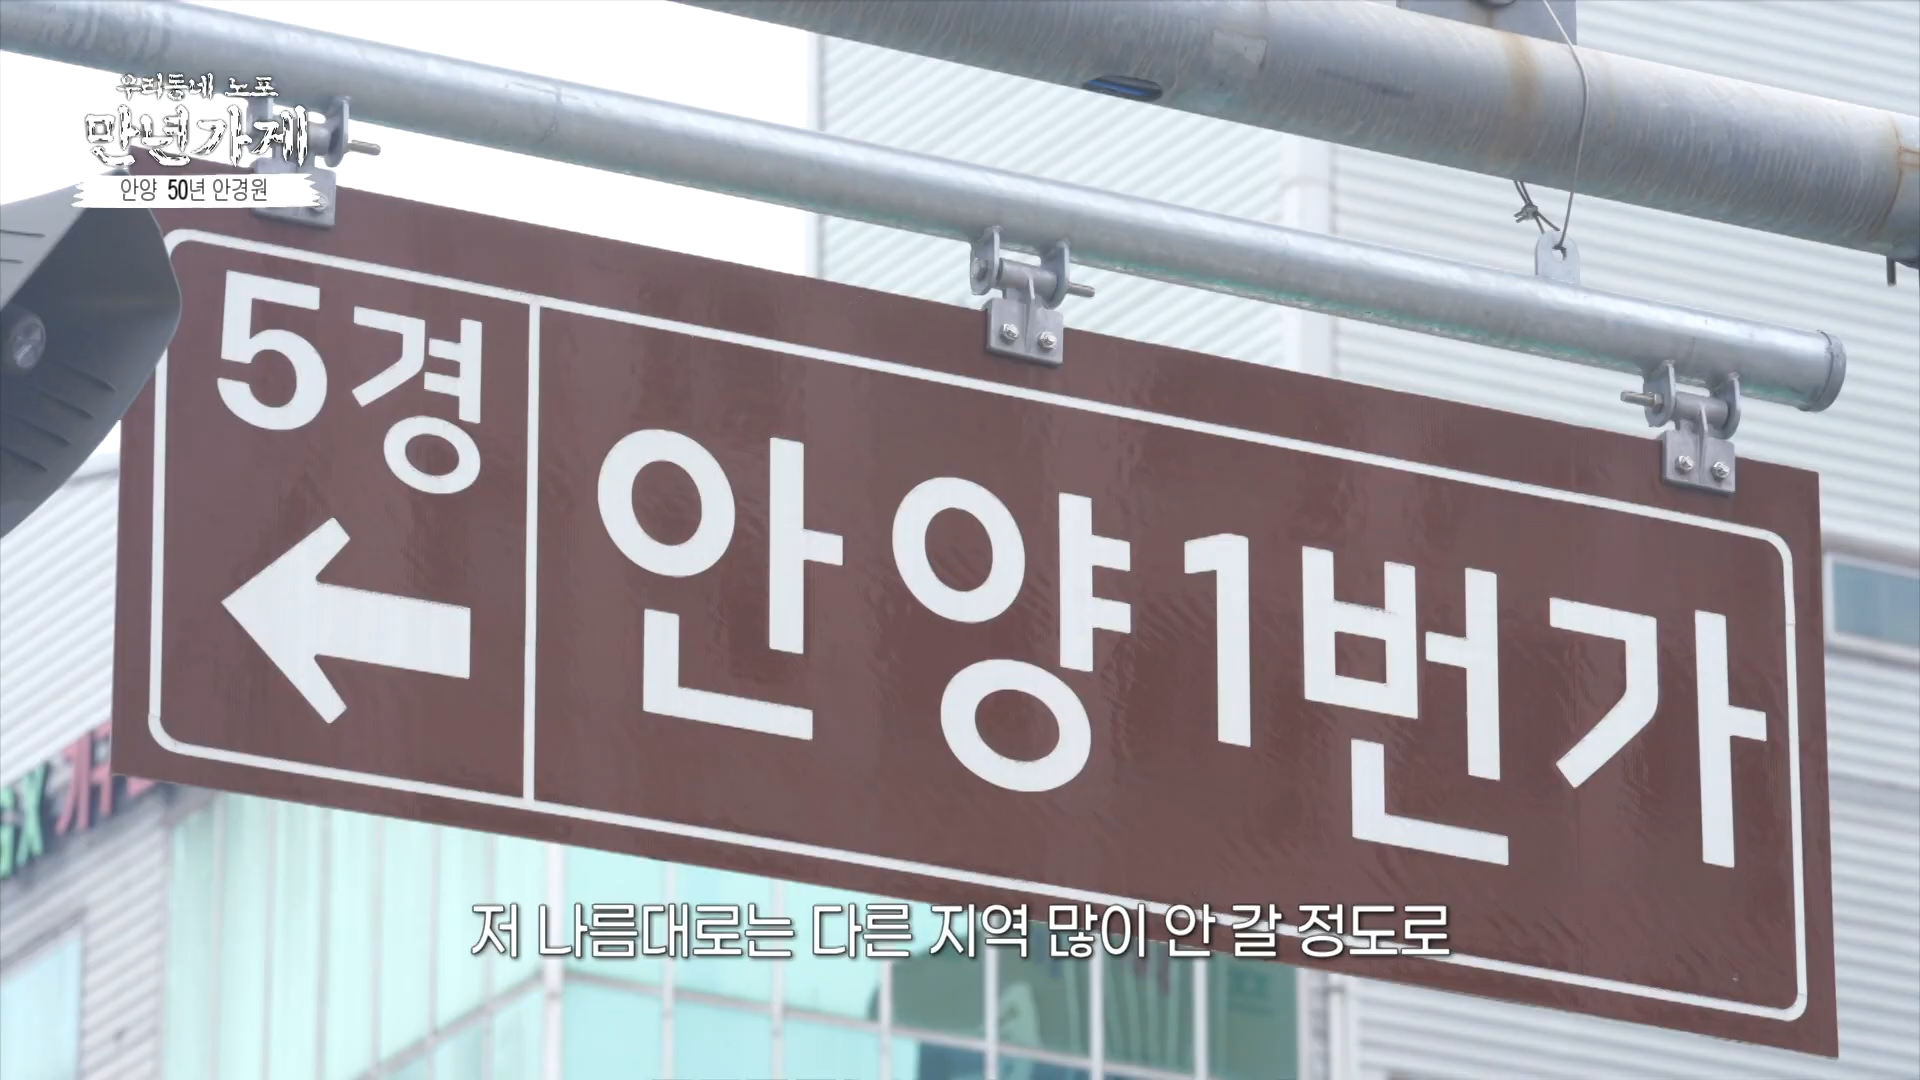 우리동네 노포
만년가게
안양 50년 안경원
5경
안양1번가
저 나름대로는 다른 지역 많이 안 갈 정도로